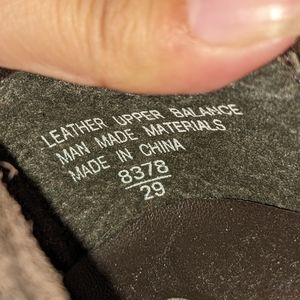 LEATHER UPPER BALANCE
MAN MADE MATERIALS
MADE IN CHINA
8378
29